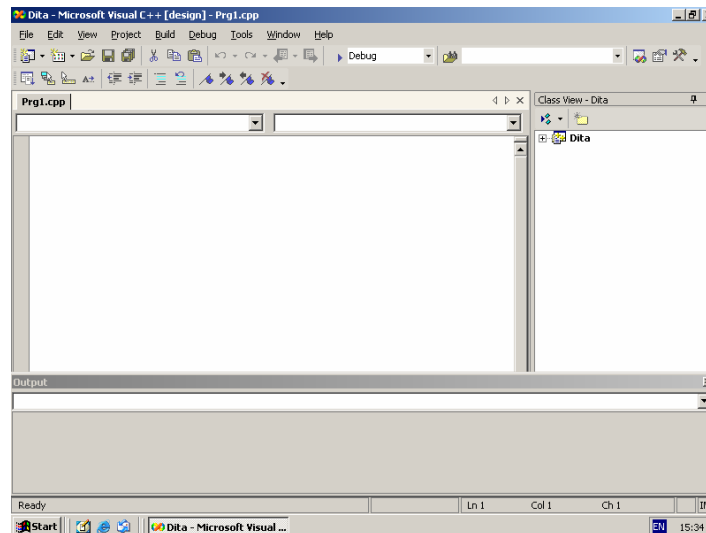 Dita - Microsoft Visual C++ [design] - Prg1.cpp
File Edit View Project Build Debug Tools Window Help
Debug
Prg1.cpp
Class View - Dita
Dita
Output
Ready Ln 1 Col 1 Ch 1
Start Dita - Microsoft Visual ... EN 15:34